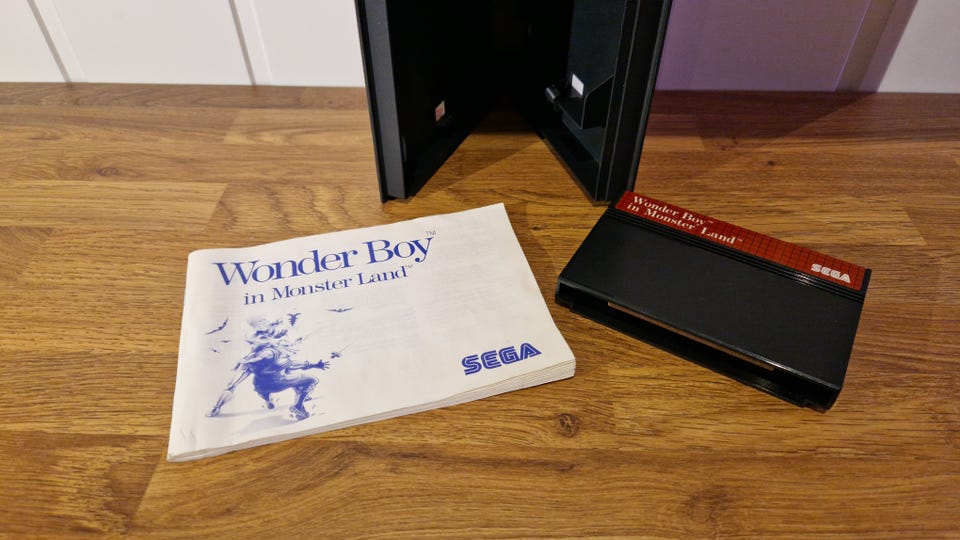 Wonder Boy™
in Monster Land™
SEGA
Wonder Boy™
in Monster Land™
SEGA